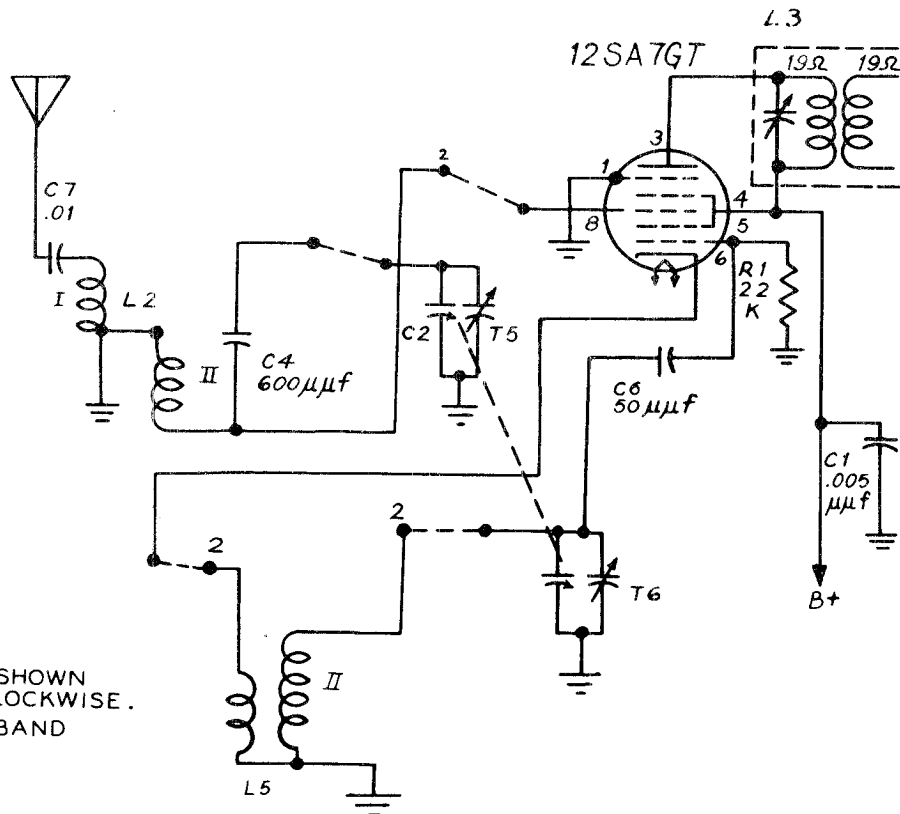 L.3
12SA7GT
19Ω 19Ω
3
2
1
C7
.01
8
4
5
6
I
L2
R1
22
K
C2
T5
II
C4
600μμf
C6
50μμf
C1
.005
μμf
2
2
T6
B+
SHOWN
LOCKWISE.
BAND
II
L5